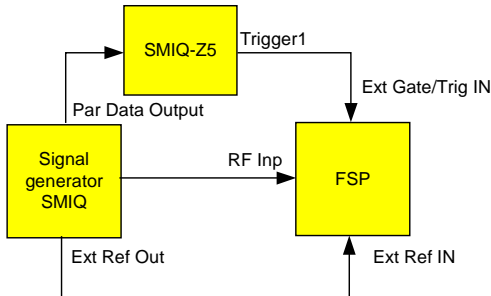 SMIQ-Z5
Trigger1
Ext Gate/Trig IN
Par Data Output
Signal
generator
SMIQ
RF Inp
FSP
Ext Ref Out
Ext Ref IN